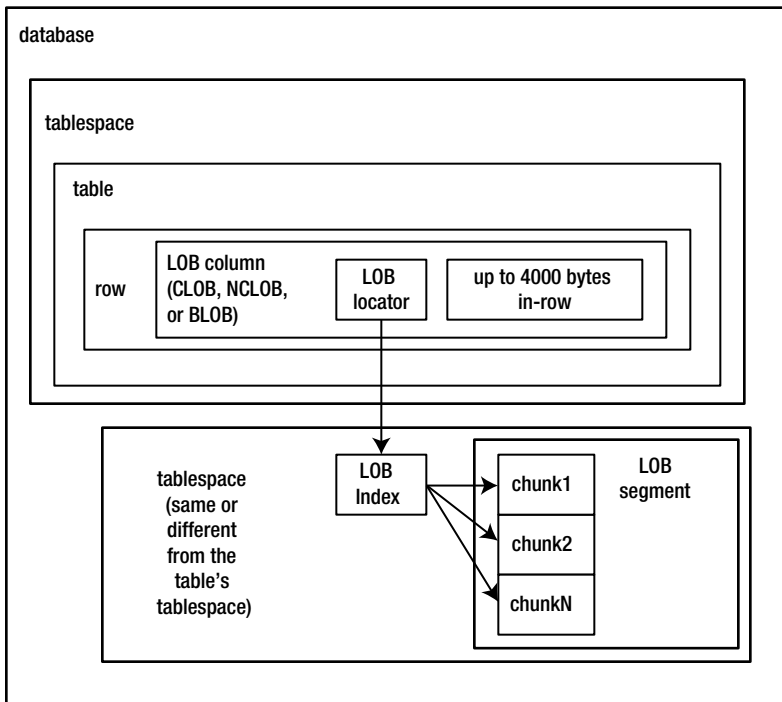 database
tablespace
table
row
LOB column
(CLOB, NCLOB,
or BLOB)
LOB
locator
up to 4000 bytes
in-row
tablespace
(same or
different
from the
table's
tablespace)
LOB
Index
chunk1
chunk2
chunkN
LOB
segment